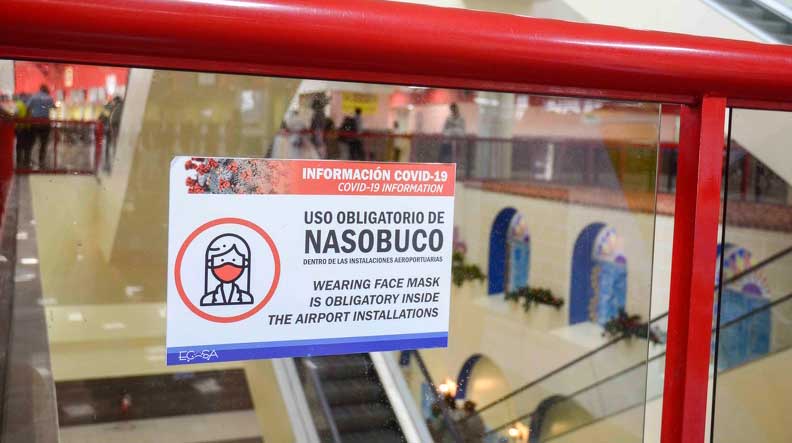 INFORMACIÓN COVID-19
COVID-19 INFORMATION
USO OBLIGATORIO DE
NASOBUCO
DENTRO DE LAS INSTALACIONES AEROPORTUARIAS
WEARING FACE MASK
IS OBLIGATORY INSIDE
THE AIRPORT INSTALLATIONS
ECASA